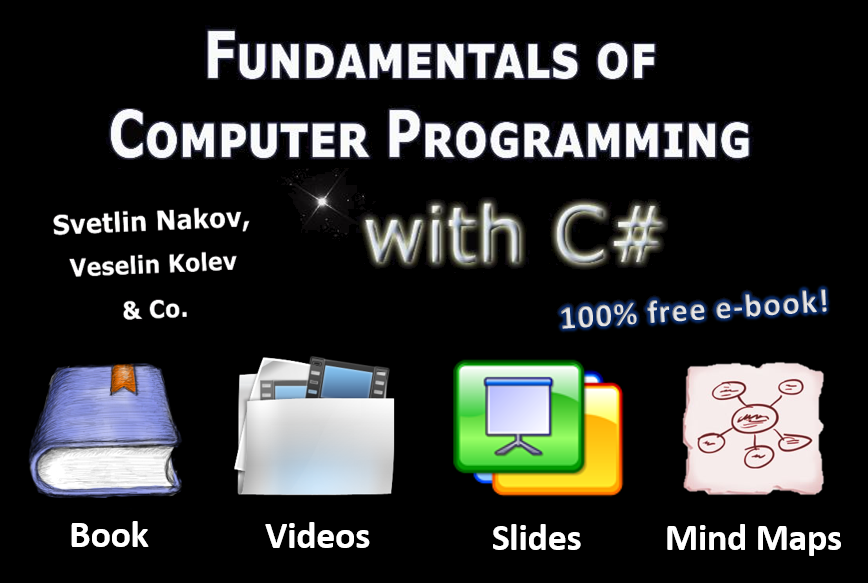 FUNDAMENTALS OF
COMPUTER PROGRAMMING
with C#
Svetlin Nakov,
Veselin Kolev
& Co.
100% free e-book!
Book
Videos
Slides
Mind Maps